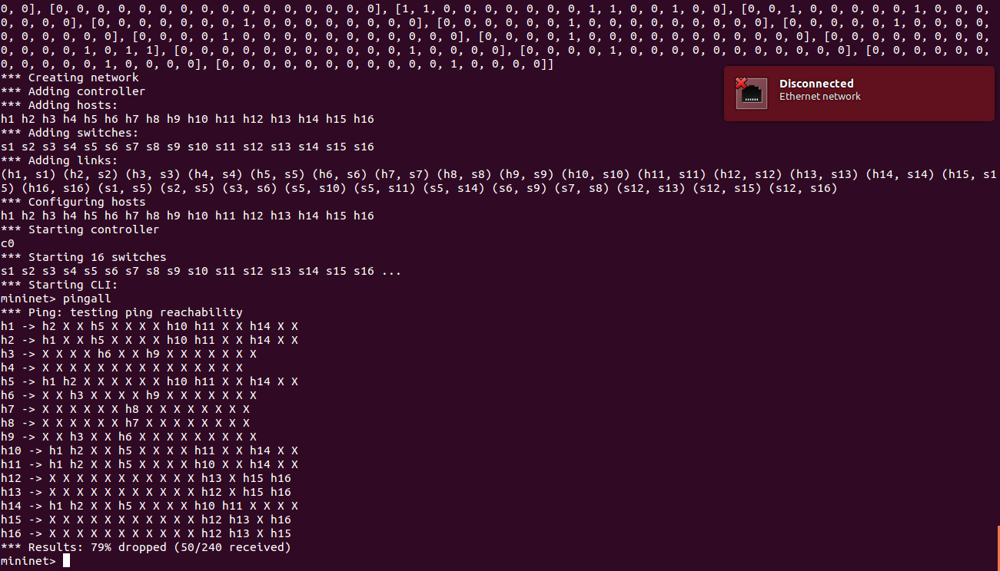 0, 0], [0, 0, 0, 0, 0, 0, 0, 0, 0, 0, 0, 0, 0, 0, 0, 0], [1, 1, 0, 0, 0, 0, 0, 0, 0, 1, 1, 0, 0, 1, 0, 0], [0, 0, 1, 0, 0, 0, 0, 0, 1, 0, 0, 0,
0, 0, 0, 0], [0, 0, 0, 0, 0, 0, 0, 1, 0, 0, 0, 0, 0, 0, 0, 0], [0, 0, 0, 0, 0, 0, 1, 0, 0, 0, 0, 0, 0, 0, 0, 0], [0, 0, 0, 0, 0, 1, 0, 0, 0, 0,
0, 0, 0, 0, 0, 0], [0, 0, 0, 0, 1, 0, 0, 0, 0, 0, 0, 0, 0, 0, 0, 0], [0, 0, 0, 0, 1, 0, 0, 0, 0, 0, 0, 0, 0, 0, 0, 0], [0, 0, 0, 0, 0, 0, 0, 0,
0, 0, 0, 0, 1, 0, 1, 1], [0, 0, 0, 0, 0, 0, 0, 0, 0, 0, 0, 1, 0, 0, 0, 0], [0, 0, 0, 0, 1, 0, 0, 0, 0, 0, 0, 0, 0, 0, 0, 0], [0, 0, 0, 0, 0, 0,
0, 0, 0, 0, 0, 1, 0, 0, 0, 0], [0, 0, 0, 0, 0, 0, 0, 0, 0, 0, 0, 1, 0, 0, 0, 0]]
*** Creating network
*** Adding controller
Disconnected
Ethernet network
*** Adding hosts:
h1 h2 h3 h4 h5 h6 h7 h8 h9 h10 h11 h12 h13 h14 h15 h16
*** Adding switches:
s1 s2 s3 s4 s5 s6 s7 s8 s9 s10 s11 s12 s13 s14 s15 s16
*** Adding links:
(h1, s1) (h2, s2) (h3, s3) (h4, s4) (h5, s5) (h6, s6) (h7, s7) (h8, s8) (h9, s9) (h10, s10) (h11, s11) (h12, s12) (h13, s13) (h14, s14) (h15, s1
5) (h16, s16) (s1, s5) (s2, s5) (s3, s6) (s5, s10) (s5, s11) (s5, s14) (s6, s9) (s7, s8) (s12, s13) (s12, s15) (s12, s16)
*** Configuring hosts
h1 h2 h3 h4 h5 h6 h7 h8 h9 h10 h11 h12 h13 h14 h15 h16
*** Starting controller
c0
*** Starting 16 switches
s1 s2 s3 s4 s5 s6 s7 s8 s9 s10 s11 s12 s13 s14 s15 s16 ...
*** Starting CLI:
mininet> pingall
*** Ping: testing ping reachability
h1 -> h2 X X h5 X X X X h10 h11 X X h14 X X
h2 -> h1 X X h5 X X X X h10 h11 X X h14 X X
h3 -> X X X X h6 X X h9 X X X X X X X
h4 -> X X X X X X X X X X X X X X X
h5 -> h1 h2 X X X X X X h10 h11 X X h14 X X
h6 -> X X h3 X X X X h9 X X X X X X X
h7 -> X X X X X X h8 X X X X X X X X
h8 -> X X X X X X h7 X X X X X X X X
h9 -> X X h3 X X h6 X X X X X X X X X
h10 -> h1 h2 X X h5 X X X X h11 X X h14 X X
h11 -> h1 h2 X X h5 X X X X h10 X X h14 X X
h12 -> X X X X X X X X X X X h13 X h15 h16
h13 -> X X X X X X X X X X X h12 X h15 h16
h14 -> h1 h2 X X h5 X X X X h10 h11 X X X X
h15 -> X X X X X X X X X X X h12 h13 X h16
h16 -> X X X X X X X X X X X h12 h13 X h15
*** Results: 79% dropped (50/240 received)
mininet>